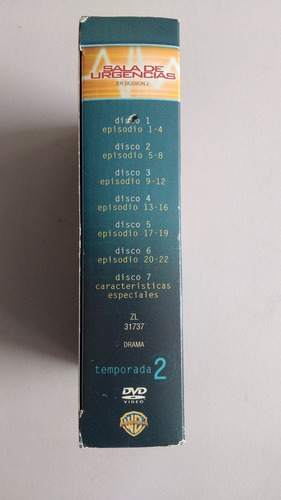 SALA DE
URGENCIAS
ER SEASON 2
disco 1
episodio 1-4
disco 2
episodio 5-8
disco 3
episodio 9-12
disco 4
episodio 13-16
disco 5
episodio 17-19
disco 6
episodio 20-22
disco 7
características
especiales
ZL
31737
DRAMA
temporada 2
DVD
VIDEO
WB